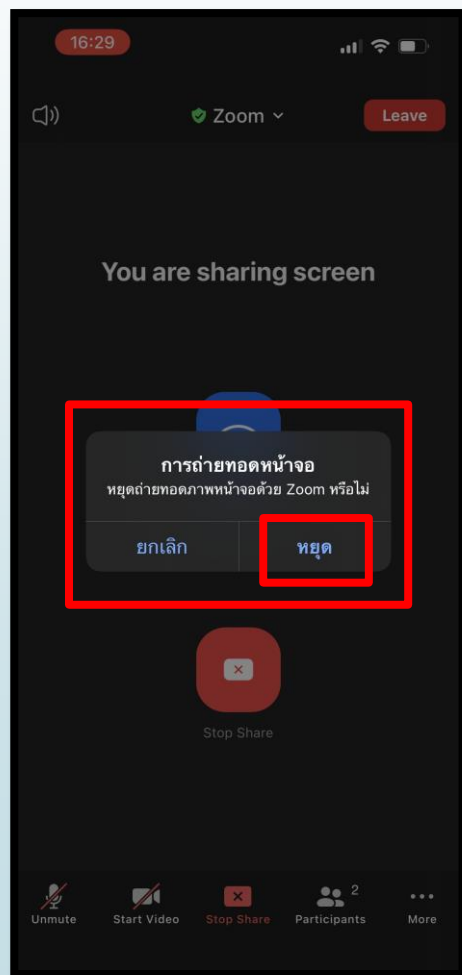 16:29
Zoom
Leave
You are sharing screen
การถ่ายทอดหน้าจอ
หยุดถ่ายทอดภาพหน้าจอด้วย Zoom หรือไม่
ยกเลิก หยุด
Stop Share
Unmute Start Video Stop Share Participants 2 More